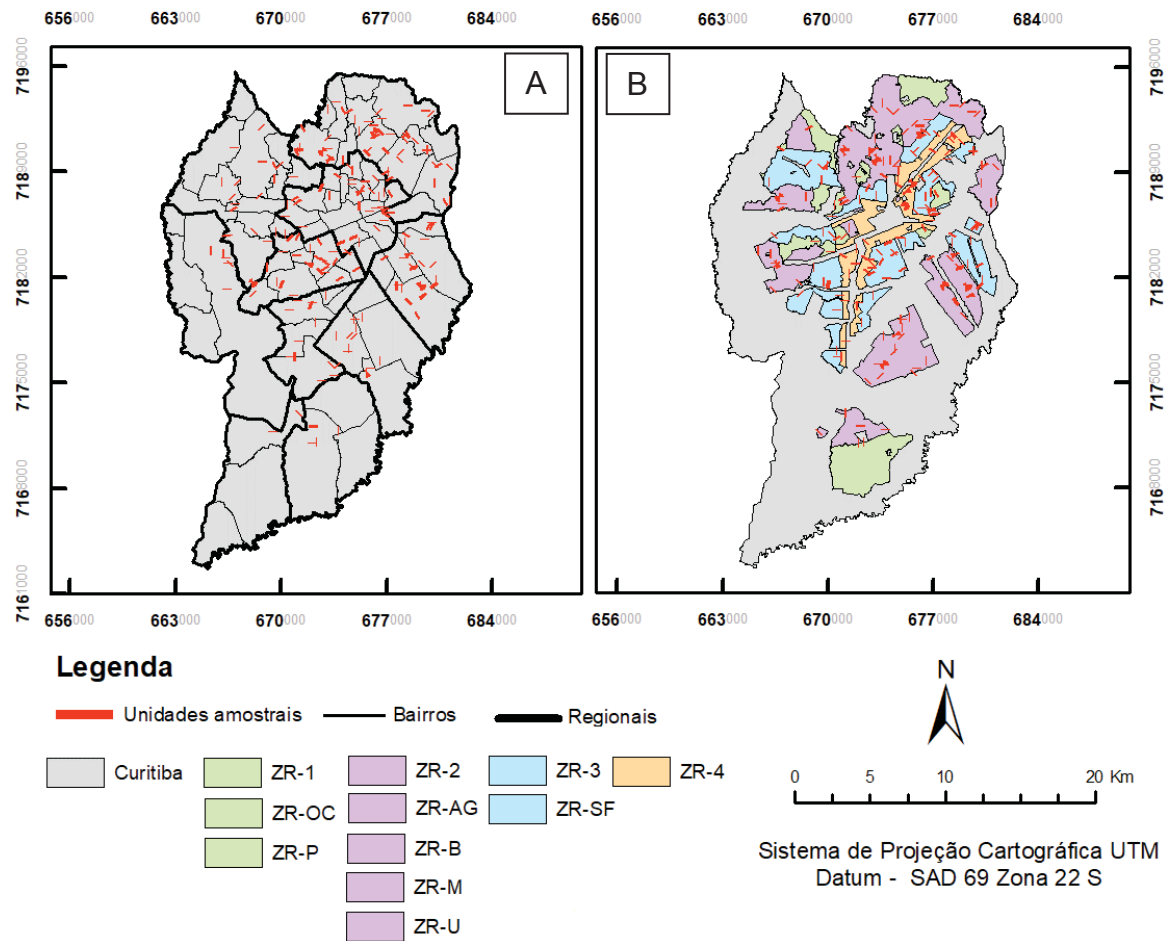 656000 663000 670000 677000 684000 656000 663000 670000 677000 684000
A B
7196000 7196000
7189000 7189000
7182000 7182000
7175000 7175000
7168000 7168000
7161000
656000 663000 670000 677000 684000 656000 663000 670000 677000 684000
Legenda
Unidades amostrais Bairros Regionais
Curitiba ZR-1 ZR-2 ZR-3 ZR-4
ZR-OC ZR-AG ZR-SF
ZR-P ZR-B
ZR-M
ZR-U
N
0 5 10 20 Km
Sistema de Projeção Cartográfica UTM
Datum - SAD 69 Zona 22 S